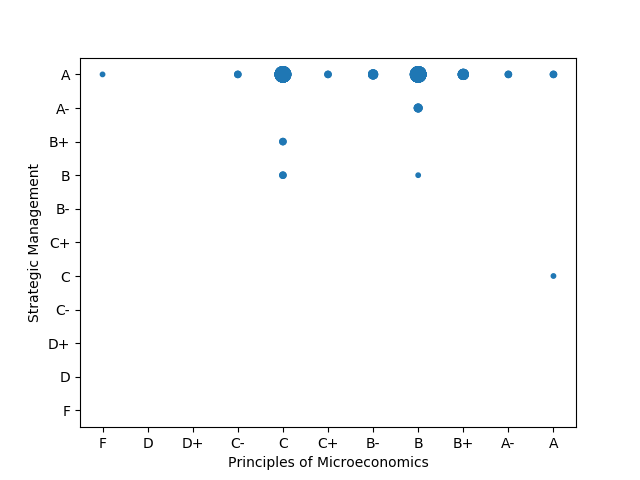 A
A-
B+
B
B-
C+
C
C-
D+
D
F
Strategic Management
F D D+ C- C C+ B- B B+ A- A
Principles of Microeconomics